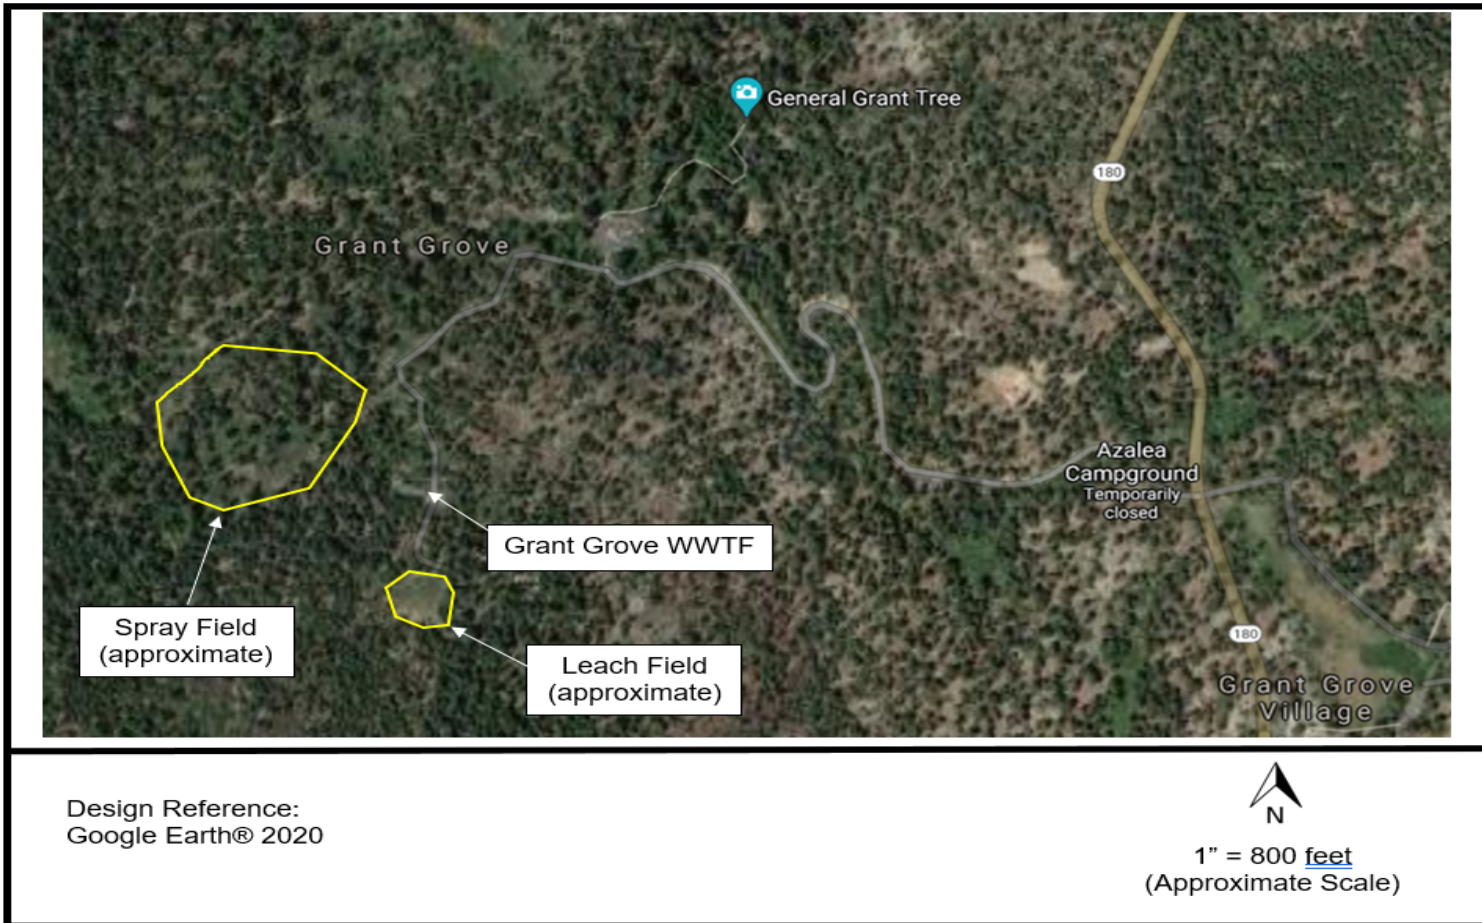 General Grant Tree
180
Grant Grove
Azalea
Campground
Temporarily
closed
Grant Grove WWTF
Spray Field
(approximate)
Leach Field
(approximate)
180
Grant Grove
Village
Design Reference:
Google Earth® 2020
N
1” = 800 feet
(Approximate Scale)